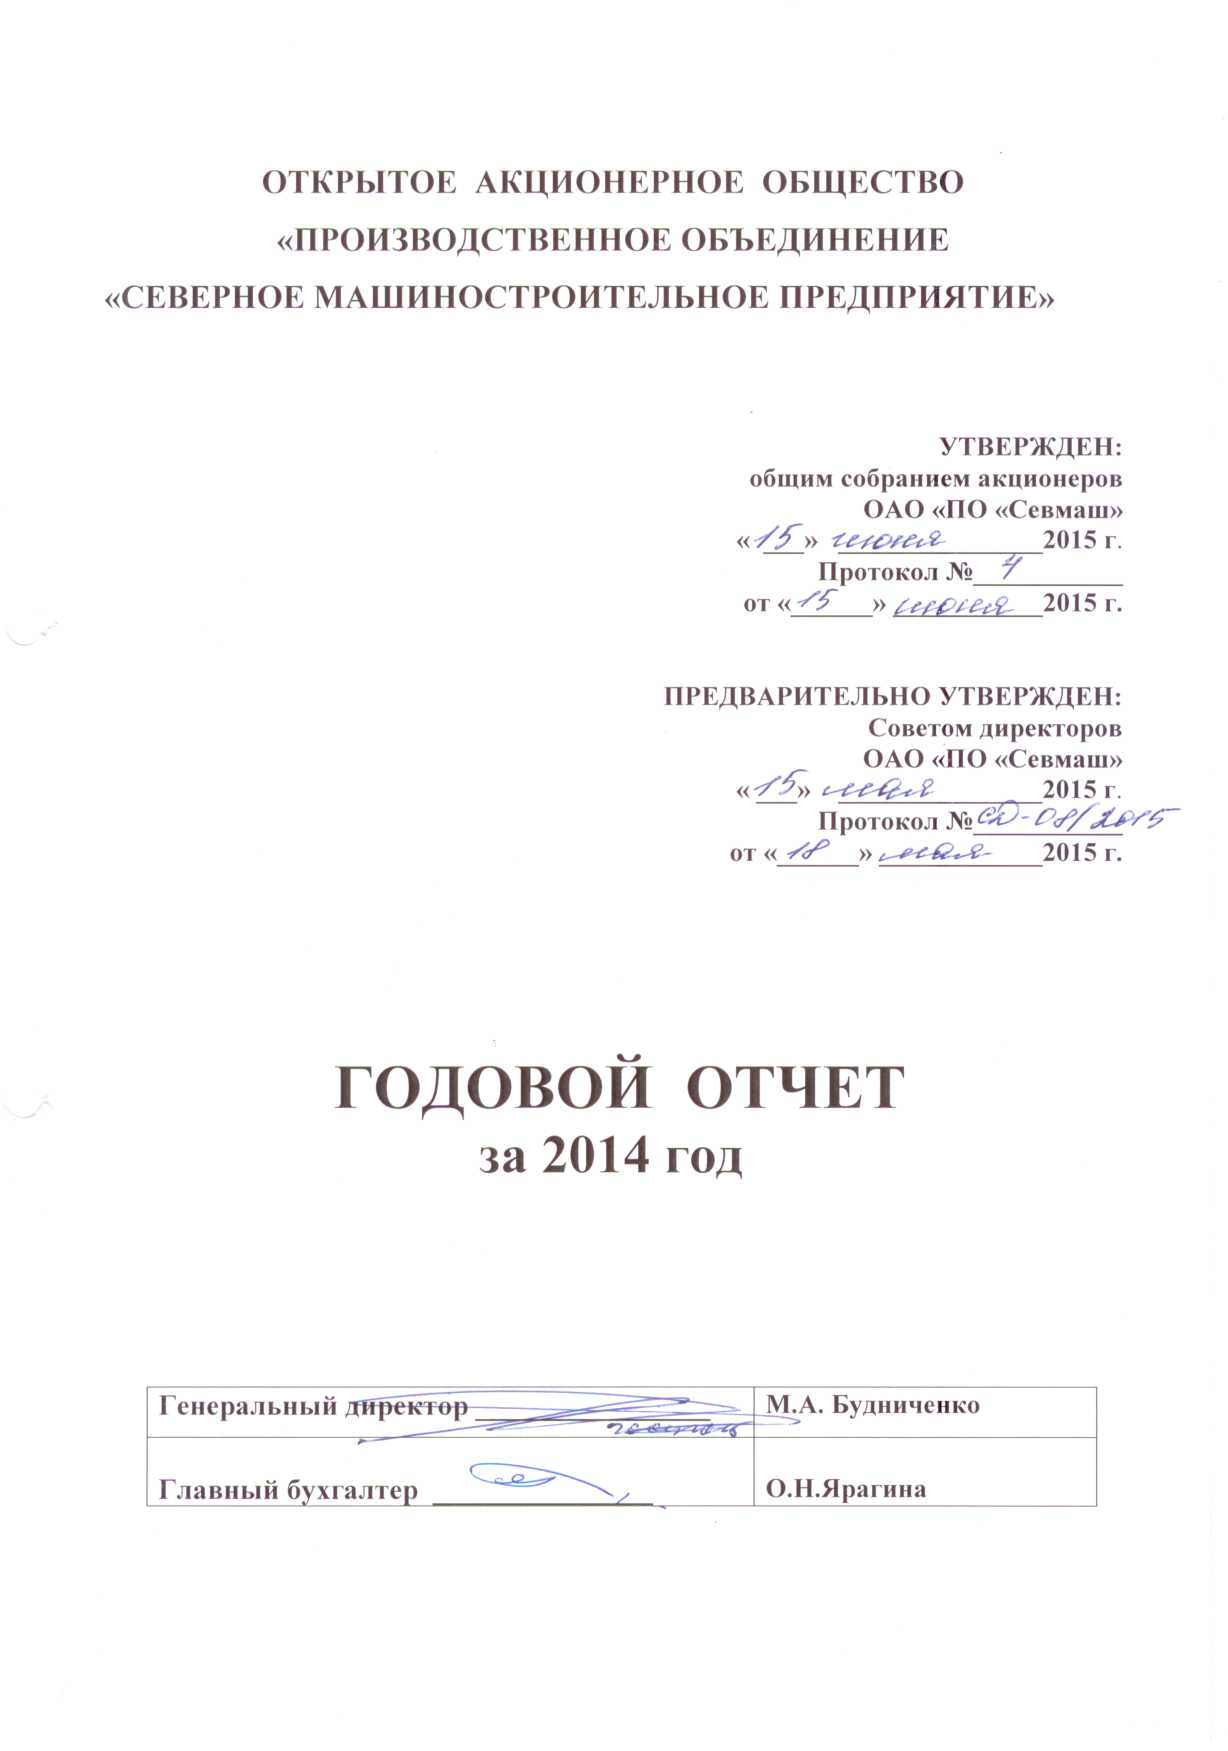 ОТКРЫТОЕ АКЦИОНЕРНОЕ ОБЩЕСТВО
«ПРОИЗВОДСТВЕННОЕ ОБЪЕДИНЕНИЕ
«СЕВЕРНОЕ МАШИНОСТРОИТЕЛЬНОЕ ПРЕДПРИЯТИЕ»
УТВЕРЖДЕН:
общим собранием акционеров
ОАО «ПО «Севмаш»
«15» июня 2015 г.
Протокол №
от «15» июня 2015 г.
ПРЕДВАРИТЕЛЬНО УТВЕРЖДЕН:
Советом директоров
ОАО «ПО «Севмаш»
«15» мая 2015 г.
Протокол № СД-08/2015
от «18» мая 2015 г.
ГОДОВОЙ ОТЧЕТ
за 2014 год
Генеральный директор М.А. Будниченко
Главный бухгалтер О.Н.Ярагина